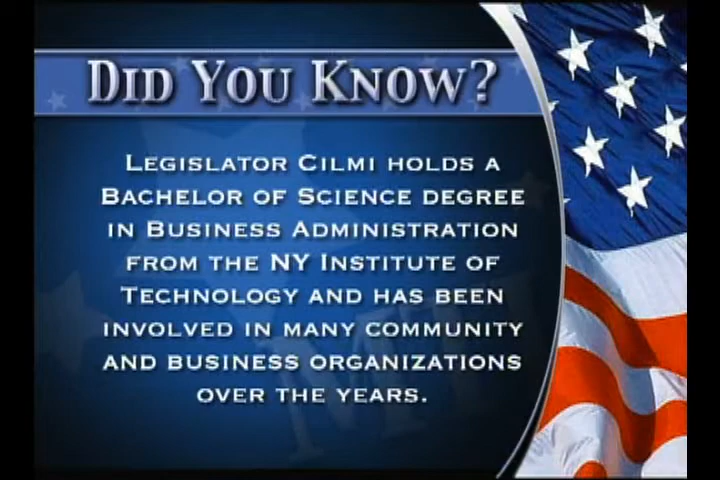 DID YOU KNOW?
LEGISLATOR CILMI HOLDS A
BACHELOR OF SCIENCE DEGREE
IN BUSINESS ADMINISTRATION
FROM THE NY INSTITUTE OF
TECHNOLOGY AND HAS BEEN
INVOLVED IN MANY COMMUNITY
AND BUSINESS ORGANIZATIONS
OVER THE YEARS.